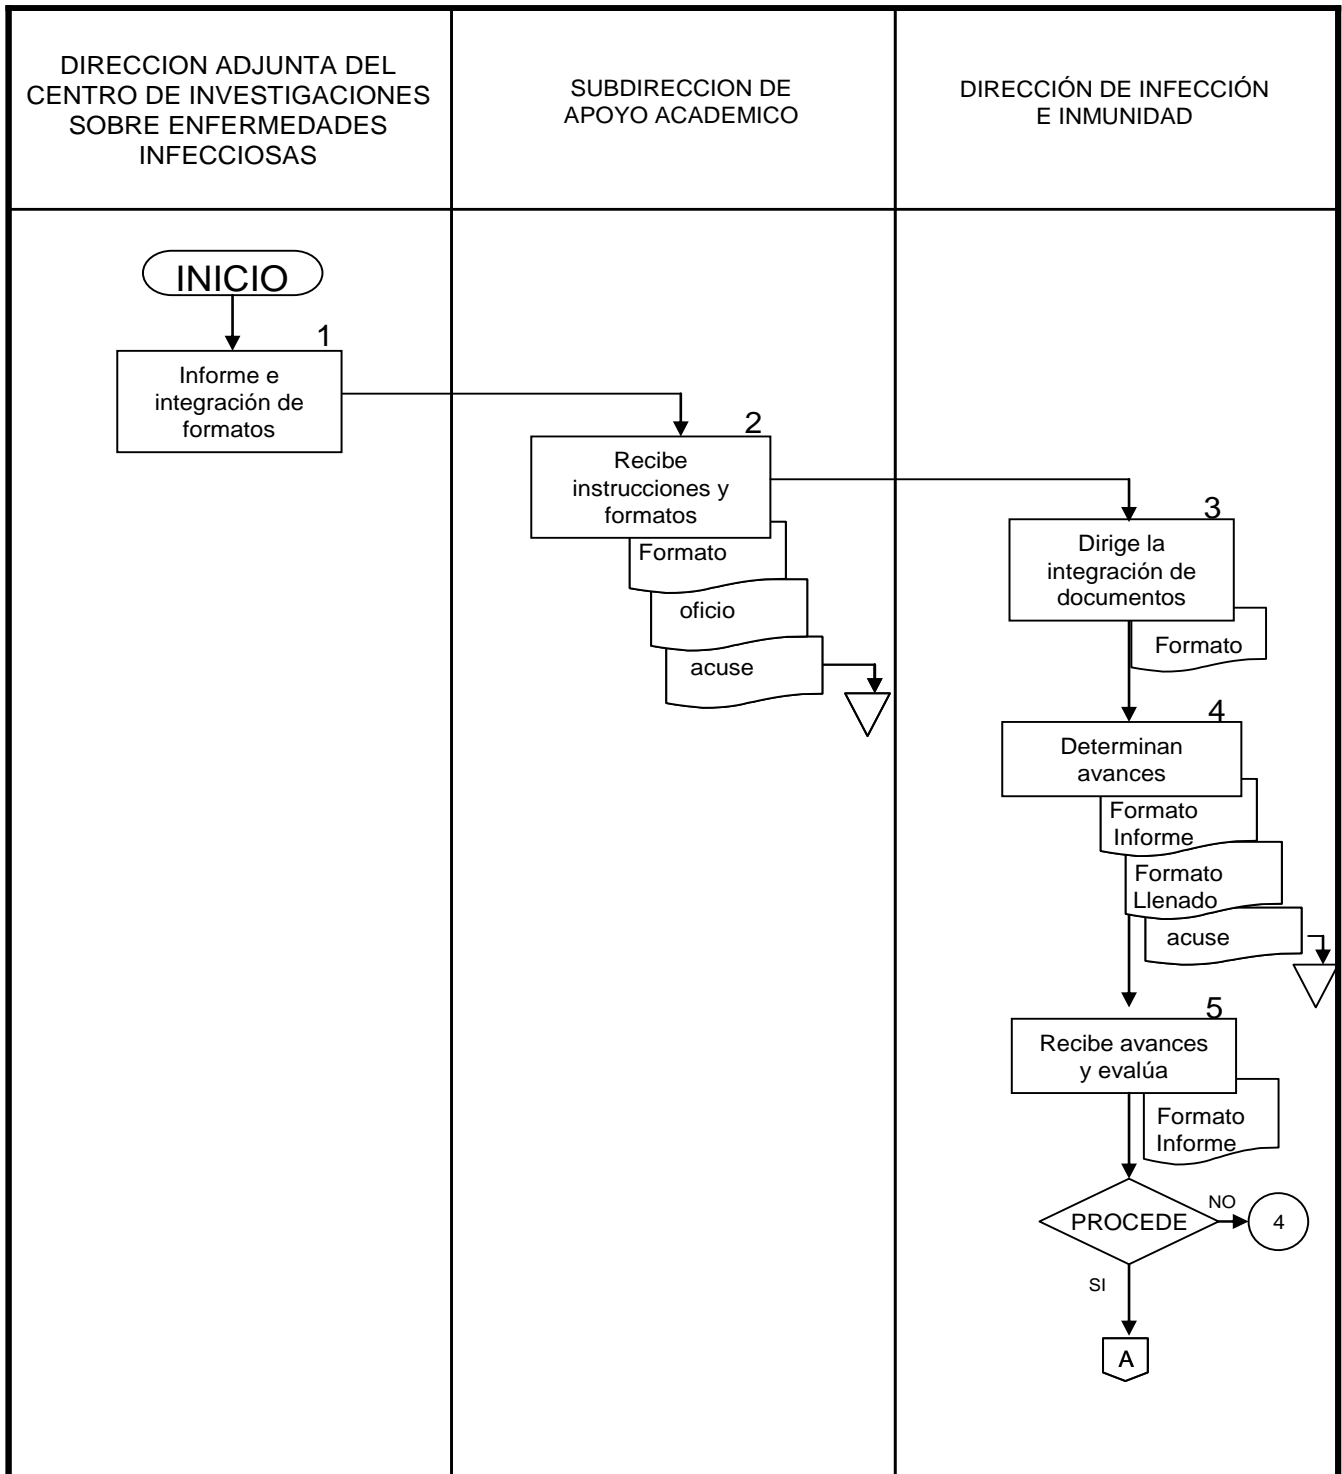 DIRECCION ADJUNTA DEL
CENTRO DE INVESTIGACIONES
SOBRE ENFERMEDADES
INFECCIOSAS
SUBDIRECCION DE
APOYO ACADEMICO
DIRECCIÓN DE INFECCIÓN
E INMUNIDAD
INICIO
1
Informe e
integración de
formatos
2
Recibe
instrucciones y
formatos
Formato
oficio
acuse
3
Dirige la
integración de
documentos
Formato
4
Determinan
avances
Formato
Informe
Formato
Llenado
acuse
5
Recibe avances
y evalúa
Formato
Informe
PROCEDE
NO
4
SI
A